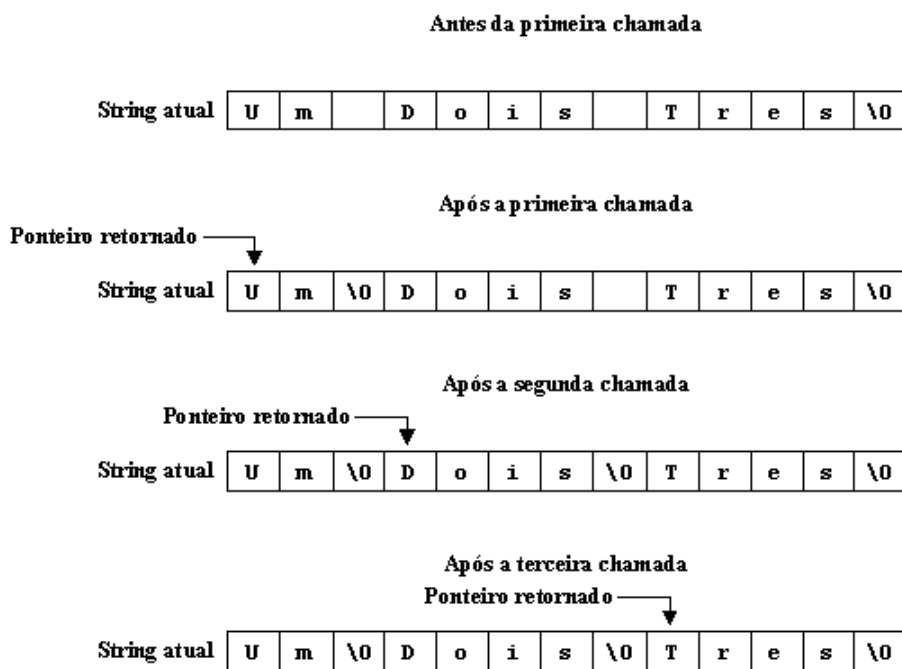 Antes da primeira chamada
String atual U m D o i s T r e s \0
Após a primeira chamada
Ponteiro retornado
String atual U m \0 D o i s T r e s \0
Após a segunda chamada
Ponteiro retornado
String atual U m \0 D o i s \0 T r e s \0
Após a terceira chamada
Ponteiro retornado
String atual U m \0 D o i s \0 T r e s \0